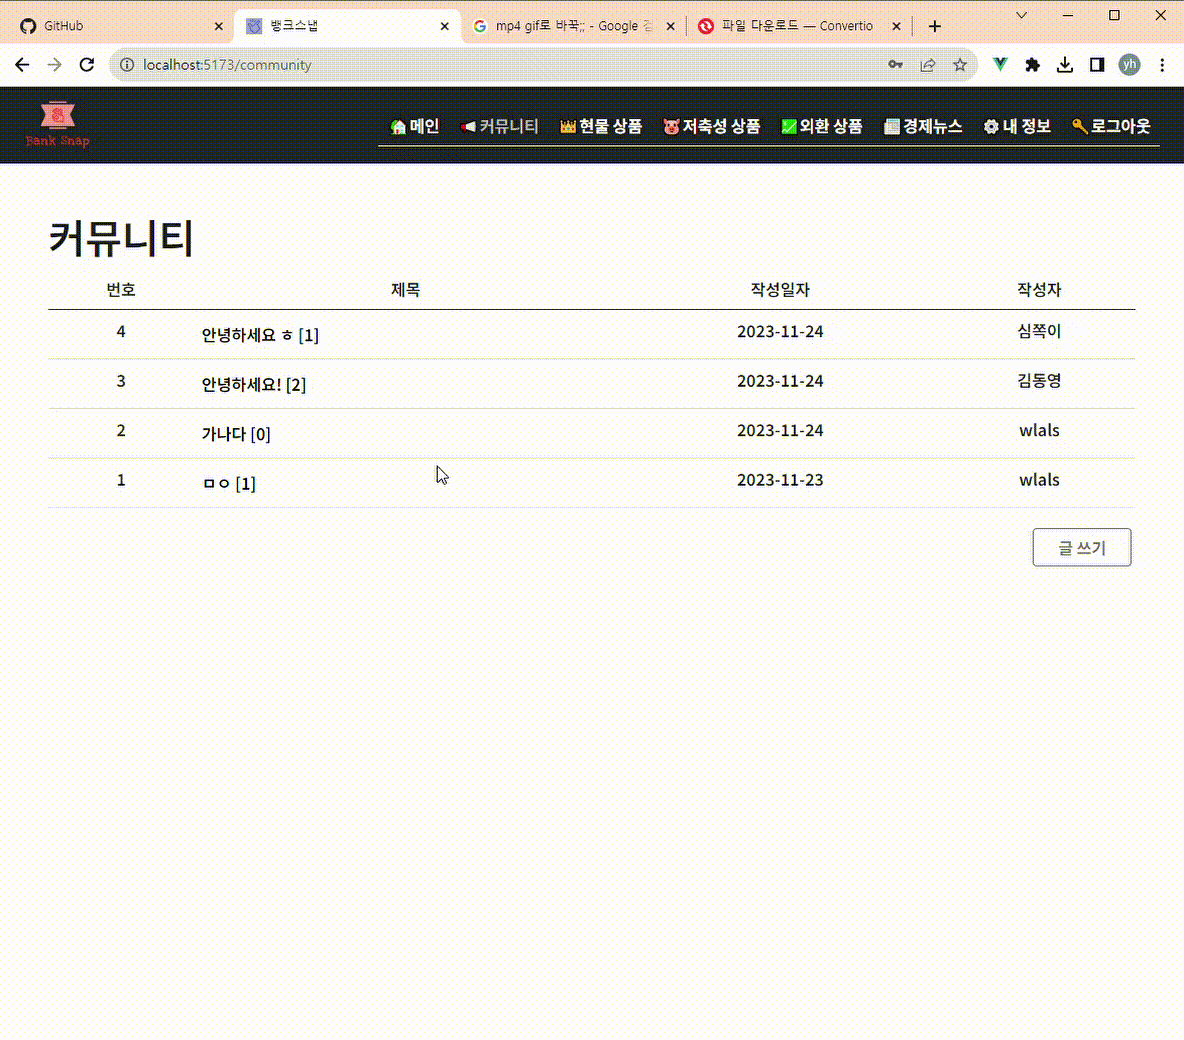 GitHub
뱅크스냅
mp4 gif로 바꾹;; - Google
파일 다운로드 — Convertio
localhost:5173/community
yh
Bank Snap
메인 커뮤니티 현물 상품 저축성 상품 외환 상품 경제뉴스 내 정보 로그아웃
커뮤니티
번호 제목 작성일자 작성자
4 안녕하세요 ㅎ [1] 2023-11-24 심쪽이
3 안녕하세요! [2] 2023-11-24 김동영
2 가나다 [0] 2023-11-24 wlals
1 ㅁㅇ [1] 2023-11-23 wlals
글 쓰기